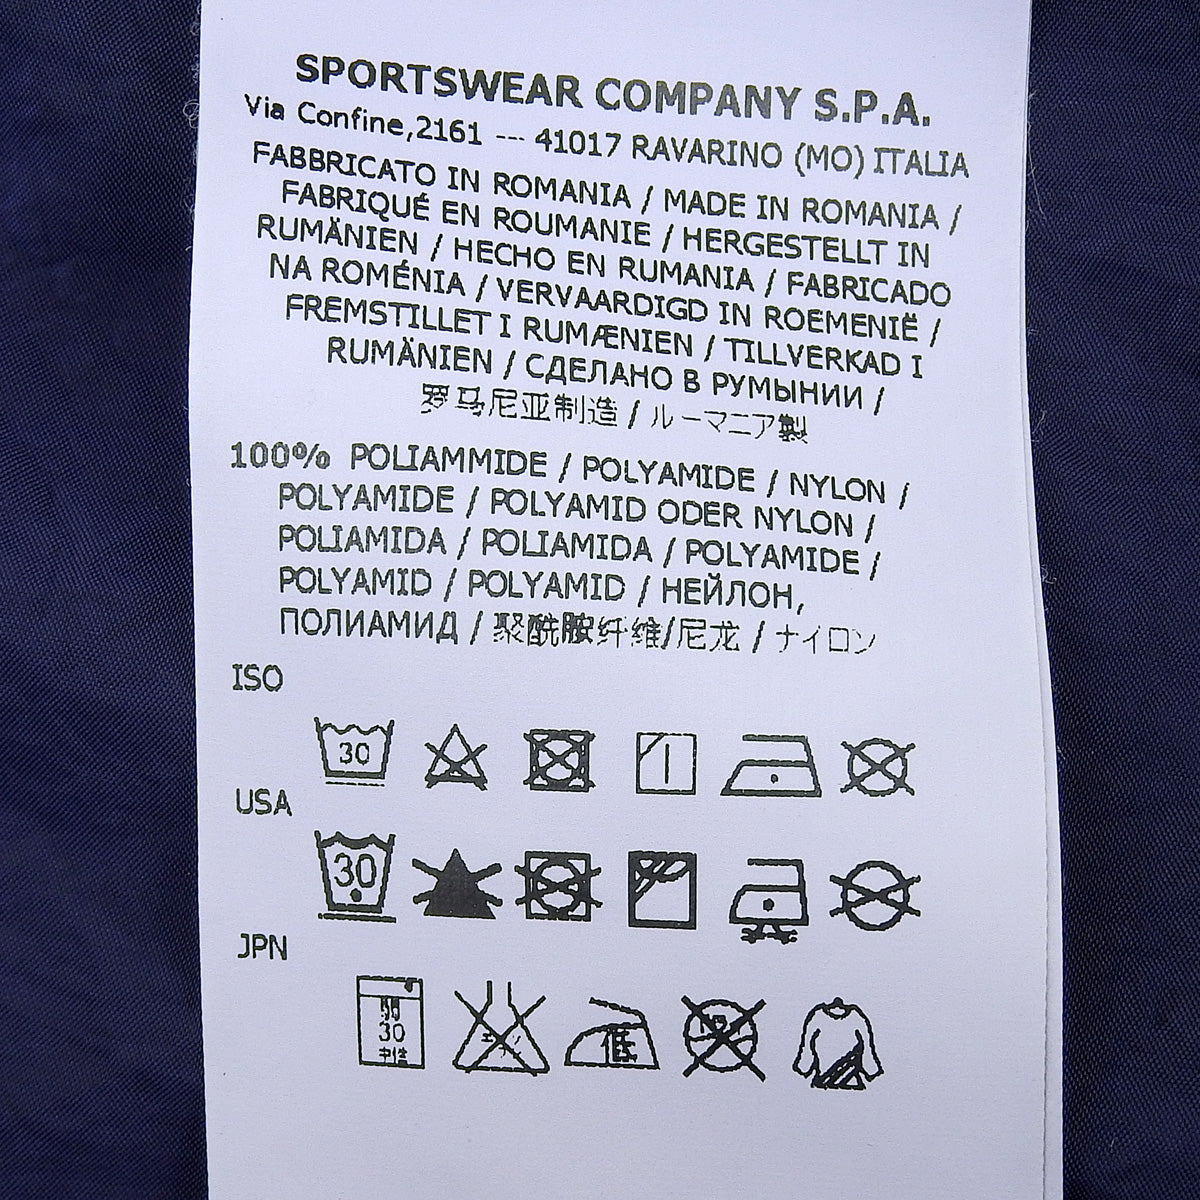 SPORTSWEAR COMPANY S.P.A.
Via Confine,2161 --- 41017 RAVARINO (MO) ITALIA
FABBRICATO IN ROMANIA / MADE IN ROMANIA /
FABRIQUÉ EN ROUMANIE / HERGESTELLT IN
RUMÄNIEN / HECHO EN RUMANIA / FABRICADO
NA ROMÉNIA / VERVAARDIGD IN ROEMENIË /
FREMSTILLET I RUMÆNIEN / TILLVERKAD I
RUMÄNIEN / СДЕЛАНО В РУМЫНИИ /
罗马尼亚制造 / ルーマニア製
100% POLIAMMIDE / POLYAMIDE / NYLON /
POLYAMIDE / POLYAMID ODER NYLON /
POLIAMIDA / POLIAMIDA / POLYAMIDE /
POLYAMID / POLYAMID / НЕЙЛОН,
ПОЛИАМИД / 聚酰胺纤维/尼龙 / ナイロン
ISO
30
USA
30
JPN
弱
30
中性
低